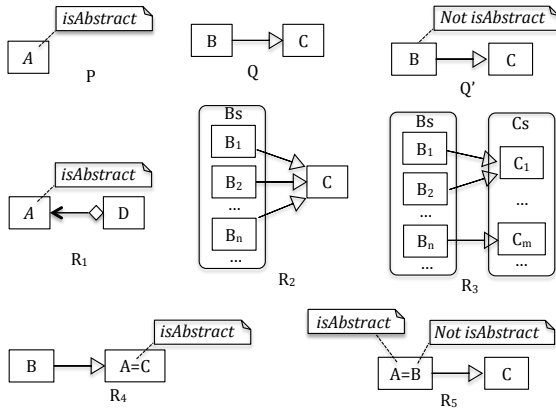 isAbstract
A
P
B
C
Q
Not isAbstract
B
C
Q'
isAbstract
A
D
R1
Bs
B1
B2
...
Bn
...
C
R2
Bs
B1
B2
...
Bn
...
Cs
C1
...
Cm
...
R3
isAbstract
B
A=C
R4
isAbstract
Not isAbstract
A=B
C
R5